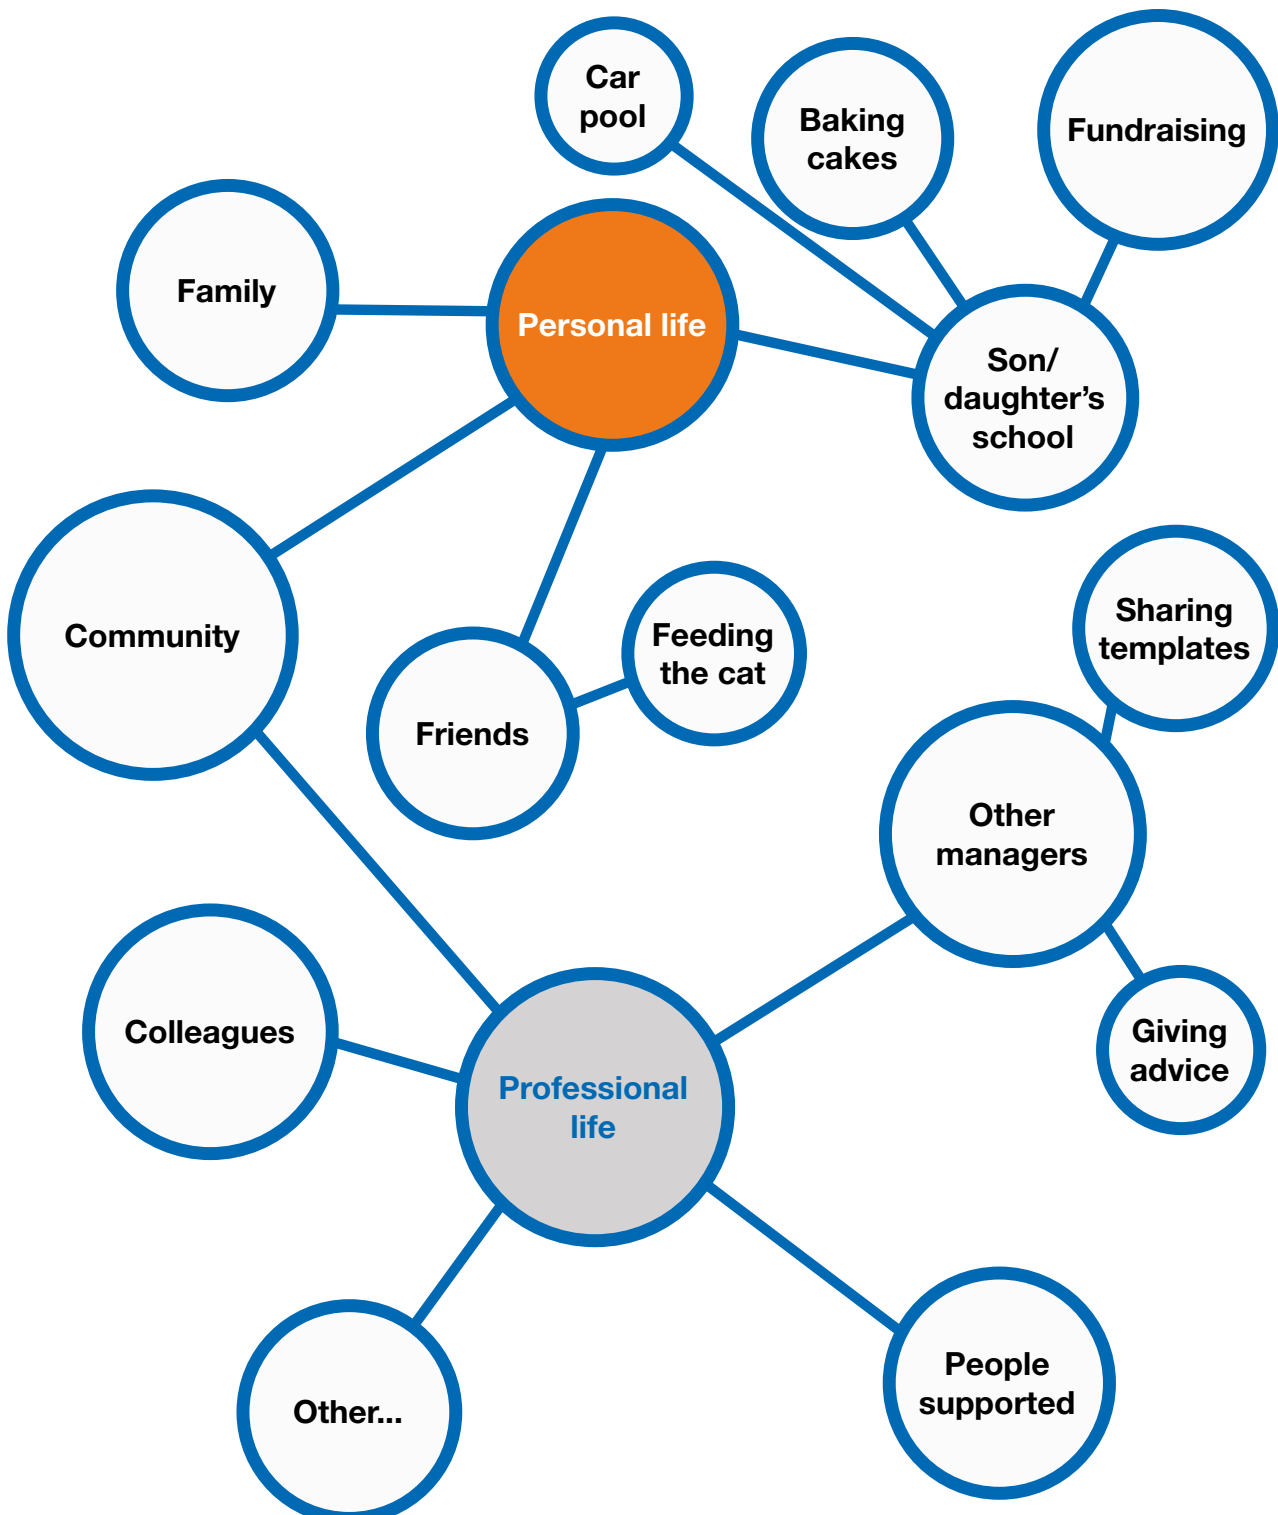 Car
pool
Baking
cakes
Fundraising
Family
Personal life
Son/
daughter’s
school
Community
Friends
Feeding
the cat
Sharing
templates
Other
managers
Colleagues
Professional
life
Giving
advice
Other...
People
supported